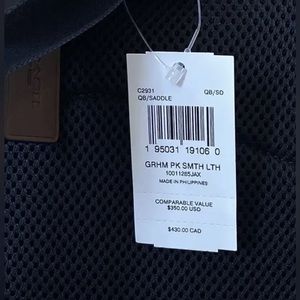 C2931 QB/SD
QB/SADDLE
1 95031 19106 0
GRHM PK SMTH LTH
10011285JAX
MADE IN PHILIPPINES
COMPARABLE VALUE
$350.00 USD
$430.00 CAD